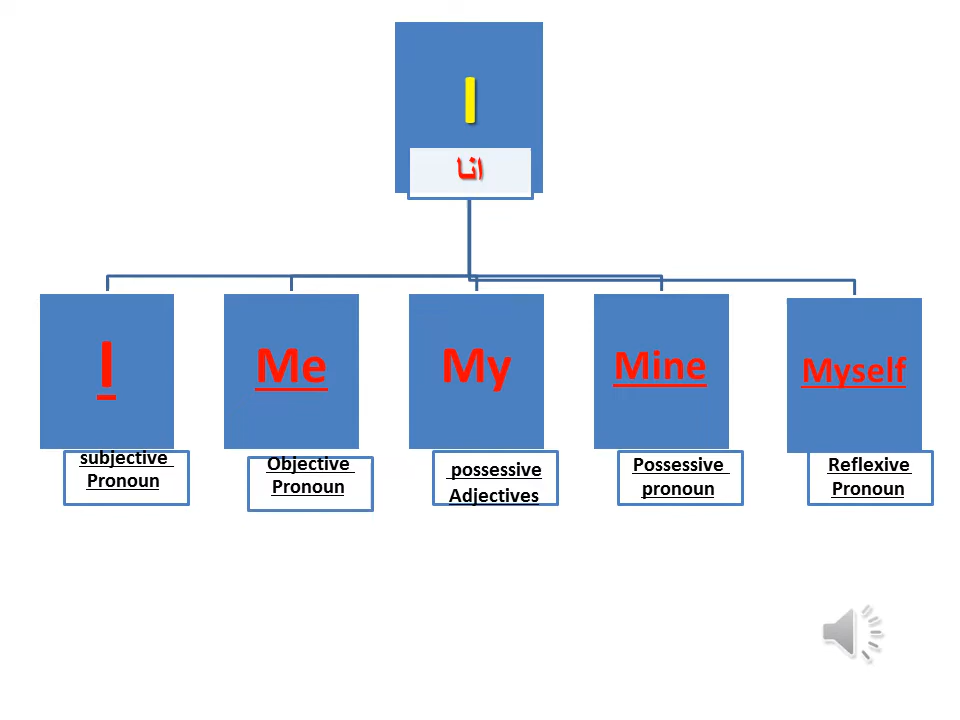 I
انا
I
Me
My
Mine
Myself
subjective
Pronoun
Objective
Pronoun
possessive
Adjectives
Possessive
pronoun
Reflexive
Pronoun